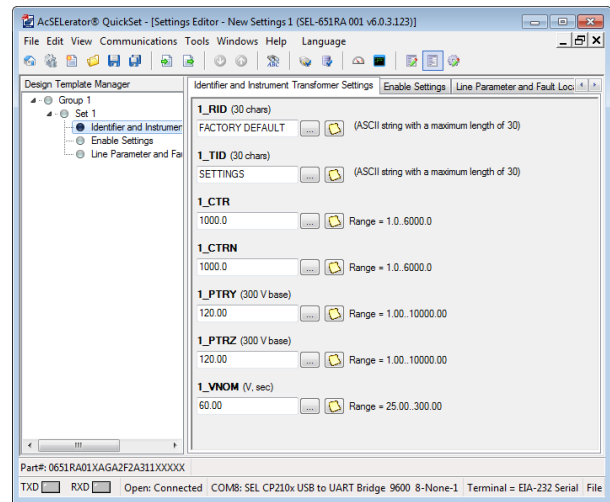 AcSELerator® QuickSet - [Settings Editor - New Settings 1 (SEL-651RA 001 v6.0.3.123)]
File Edit View Communications Tools Windows Help Language
Design Template Manager
Group 1
Set 1
Identifier and Instrumen
Enable Settings
Line Parameter and Fau
Identifier and Instrument Transformer Settings Enable Settings Line Parameter and Fault Loca
1_RID (30 chars)
FACTORY DEFAULT ... (ASCII string with a maximum length of 30)
1_TID (30 chars)
SETTINGS ... (ASCII string with a maximum length of 30)
1_CTR
1000.0 ... Range = 1.0..6000.0
1_CTRN
1000.0 ... Range = 1.0..6000.0
1_PTRY (300 V base)
120.00 ... Range = 1.00..10000.00
1_PTRZ (300 V base)
120.00 ... Range = 1.00..10000.00
1_VNOM (V, sec)
60.00 ... Range = 25.00..300.00
Part#: 0651RA01XAGA2F2A311XXXXX
TXD RXD Open: Connected COM8: SEL CP210x USB to UART Bridge 9600 8-None-1 Terminal = EIA-232 Serial File